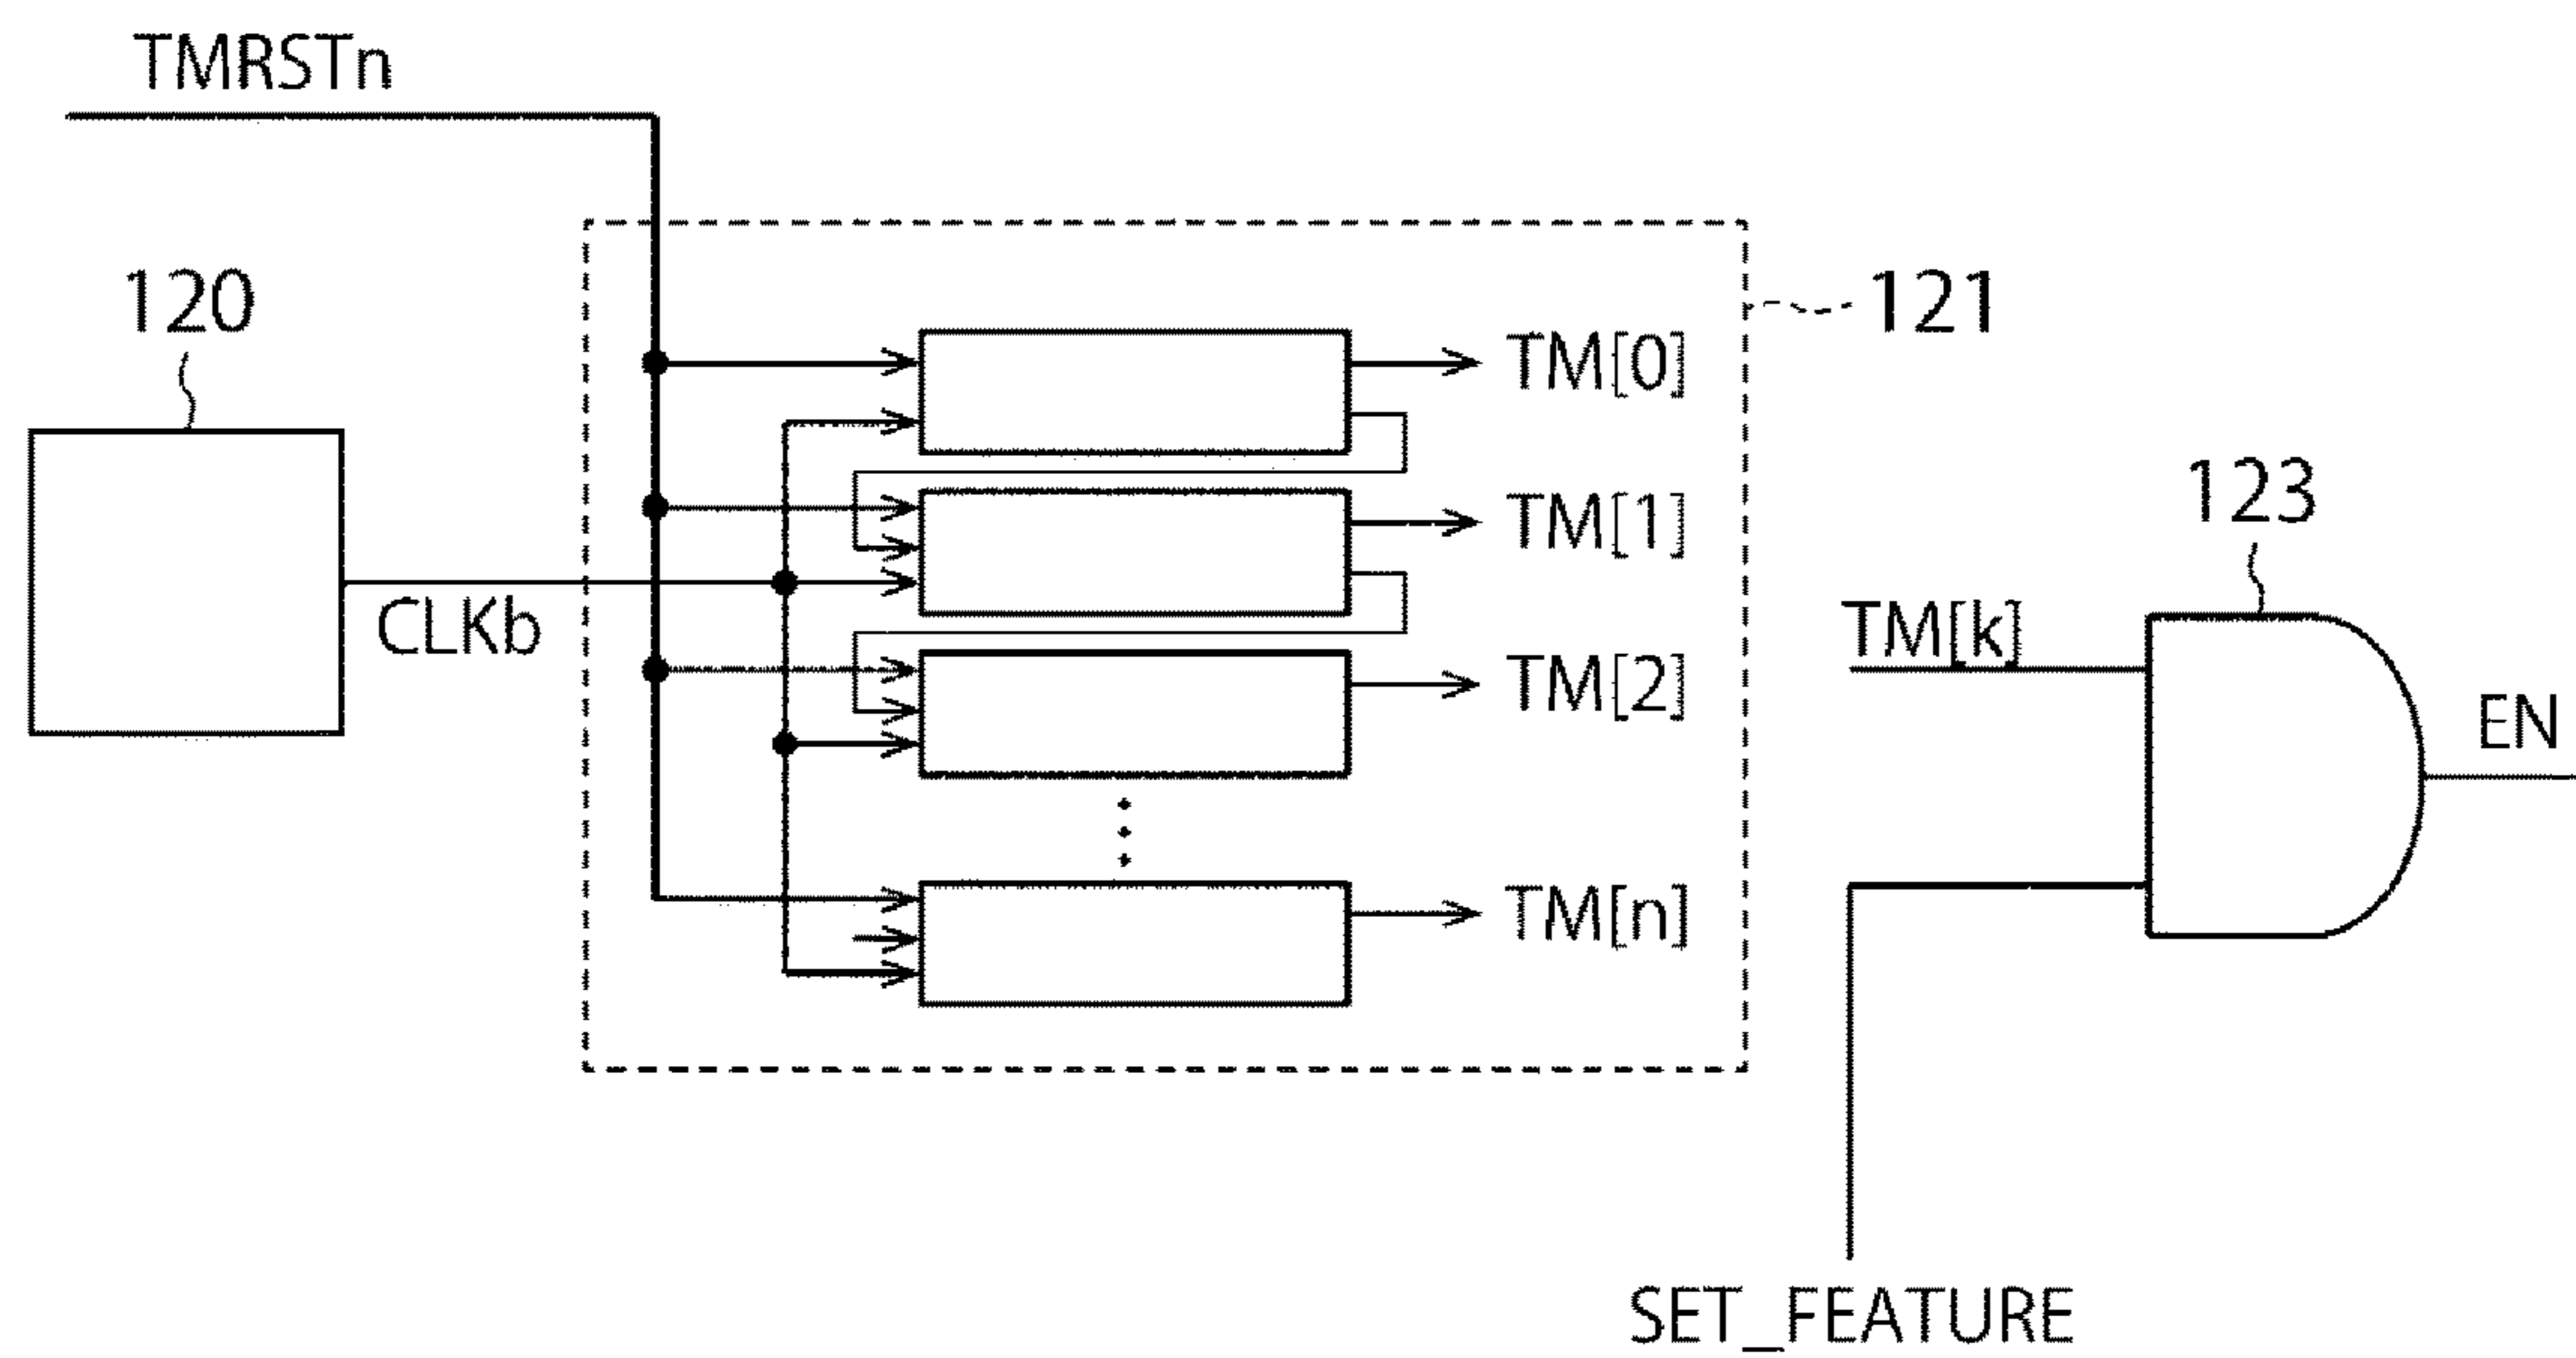 TMRSTn
120
121
TM[0]
TM[1]
123
CLKb
TM[k]
TM[2]
EN
TM[n]
SET_FEATURE